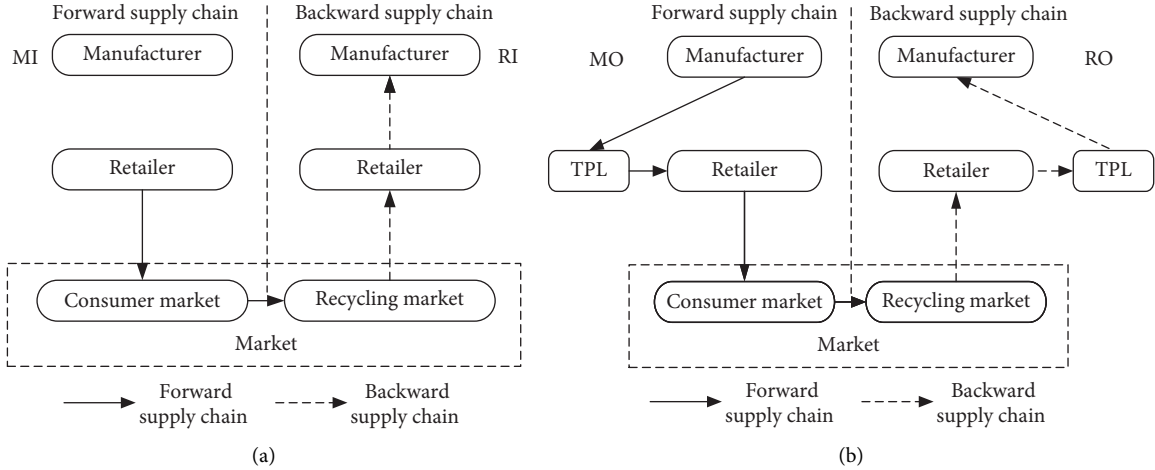 Forward supply chain
Backward supply chain
MI
Manufacturer
Manufacturer
RI
Retailer
Retailer
Consumer market
Recycling market
Market
Forward
supply chain
Backward
supply chain
(a)
Forward supply chain
Backward supply chain
MO
Manufacturer
Manufacturer
RO
TPL
Retailer
Retailer
TPL
Consumer market
Recycling market
Market
Forward
supply chain
Backward
supply chain
(b)